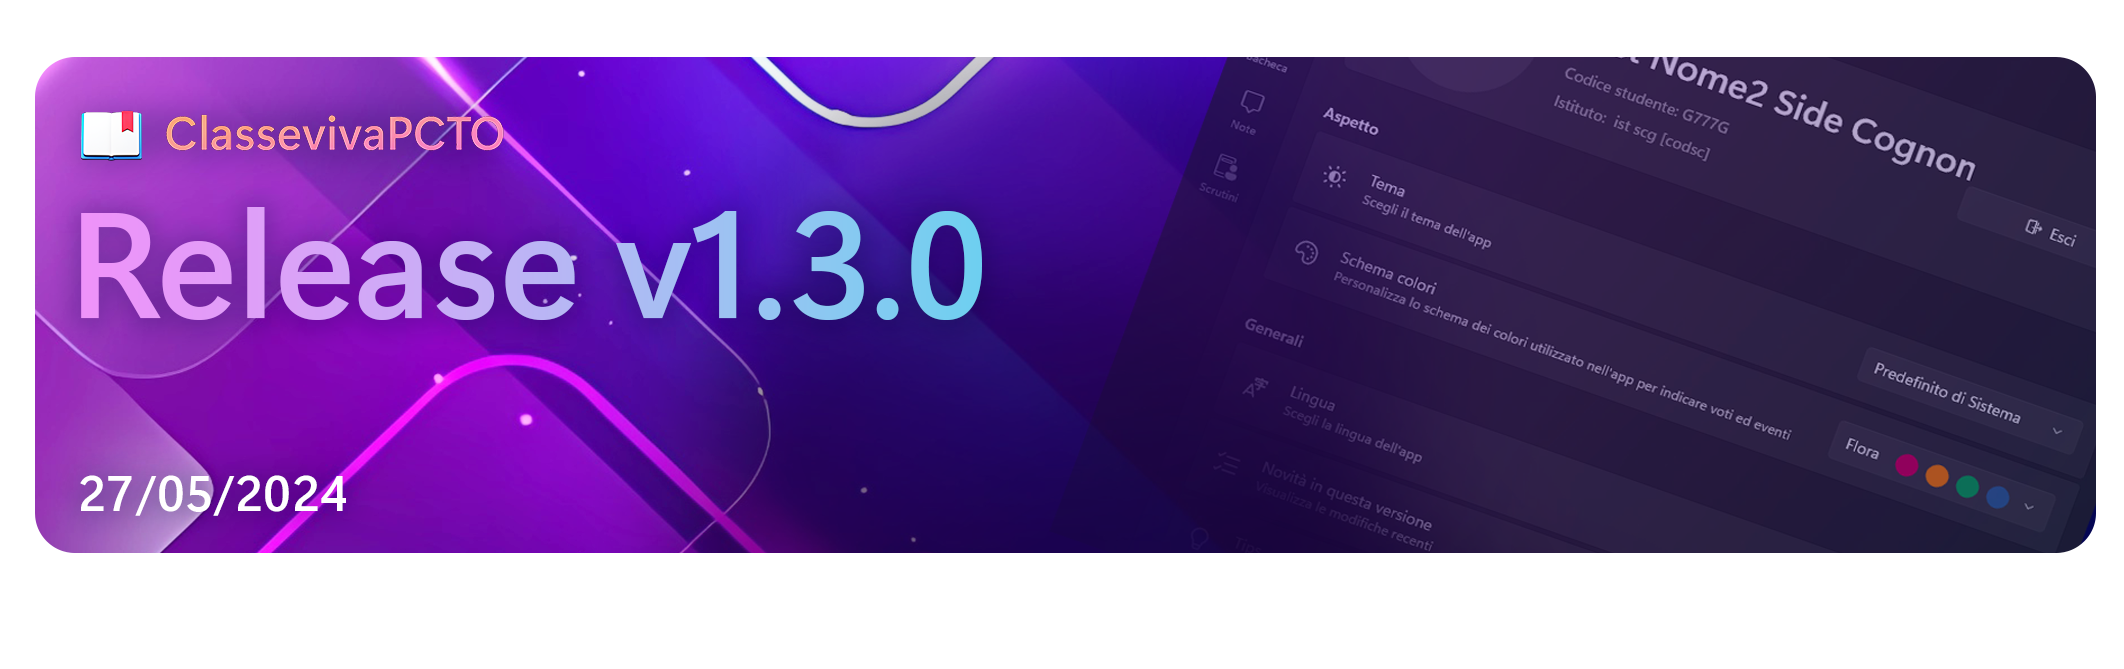 ClassevivaPCTO
Release v1.3.0
27/05/2024
Bacheca
Note
Scrutini
Nome2 Side Cognon
Codice studente: G777G
Istituto: ist scg [codsc]
Esci
Aspetto
Tema
Scegli il tema dell'app
Predefinito di Sistema
Schema colori
Personalizza lo schema dei colori utilizzato nell'app per indicare voti ed eventi
Flora
Generali
Lingua
Scegli la lingua dell'app
Novità in questa versione
Visualizza le modifiche recenti